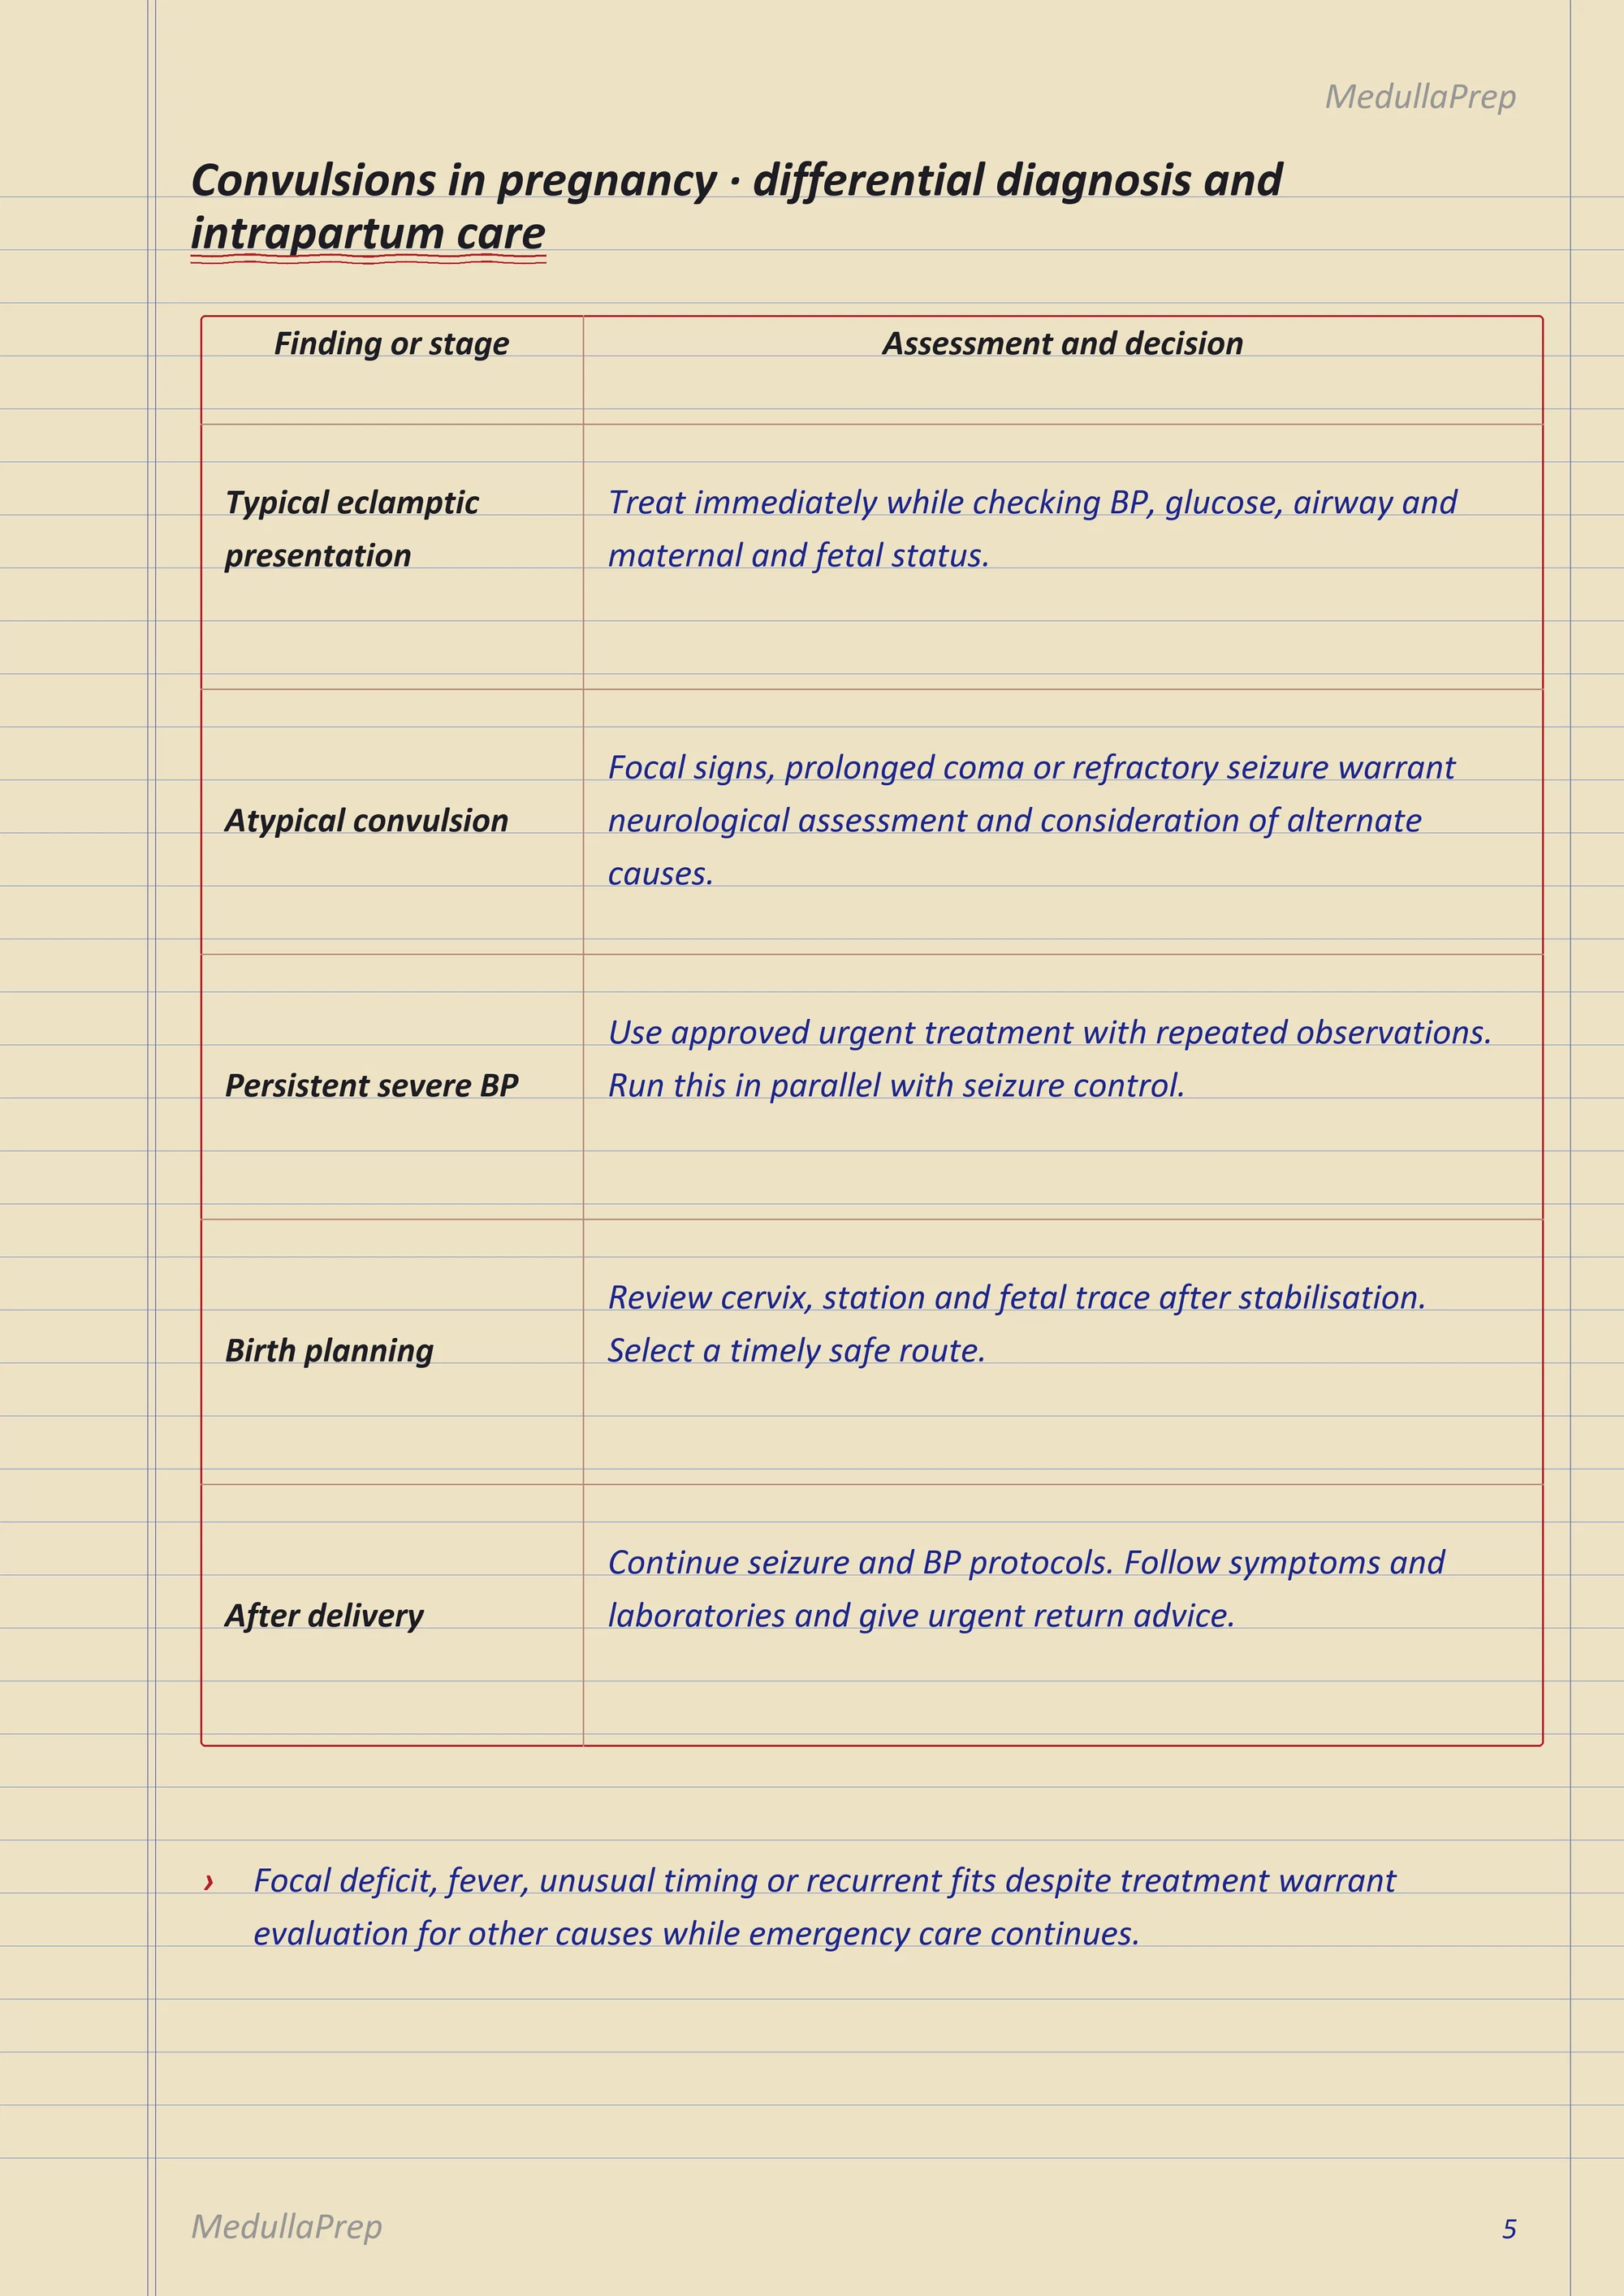 MedullaPrep
Convulsions in pregnancy · differential diagnosis and
intrapartum care
Finding or stage
Assessment and decision
Typical eclamptic
presentation
Treat immediately while checking BP, glucose, airway and
maternal and fetal status.
Atypical convulsion
Focal signs, prolonged coma or refractory seizure warrant
neurological assessment and consideration of alternate
causes.
Persistent severe BP
Use approved urgent treatment with repeated observations.
Run this in parallel with seizure control.
Birth planning
Review cervix, station and fetal trace after stabilisation.
Select a timely safe route.
After delivery
Continue seizure and BP protocols. Follow symptoms and
laboratories and give urgent return advice.
› Focal deficit, fever, unusual timing or recurrent fits despite treatment warrant
evaluation for other causes while emergency care continues.
MedullaPrep
5